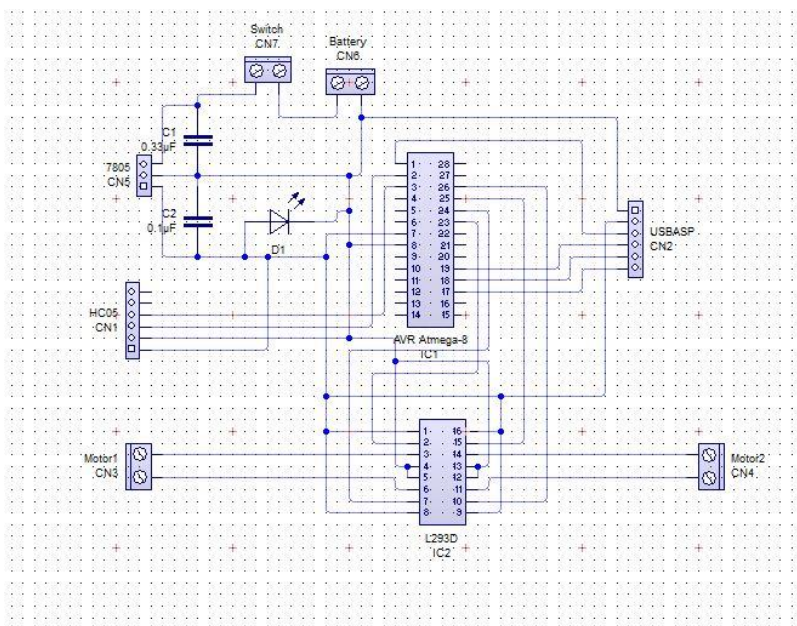 Switch
CN7.
Battery
CN6.
C1
0.33µF
7805
CN5
C2
0.1µF
D1
1 28
2 27
3 26
4 25
5 24
6 23
7 22
8 21
9 20
10 19
11 18
12 17
13 16
14 15
AVR Atmega-8
IC1
USBASP
CN2
HC05
CN1
Motor1
CN3
1 16
2 15
3 14
4 13
5 12
6 11
7 10
8 9
L293D
IC2
Motor2
CN4